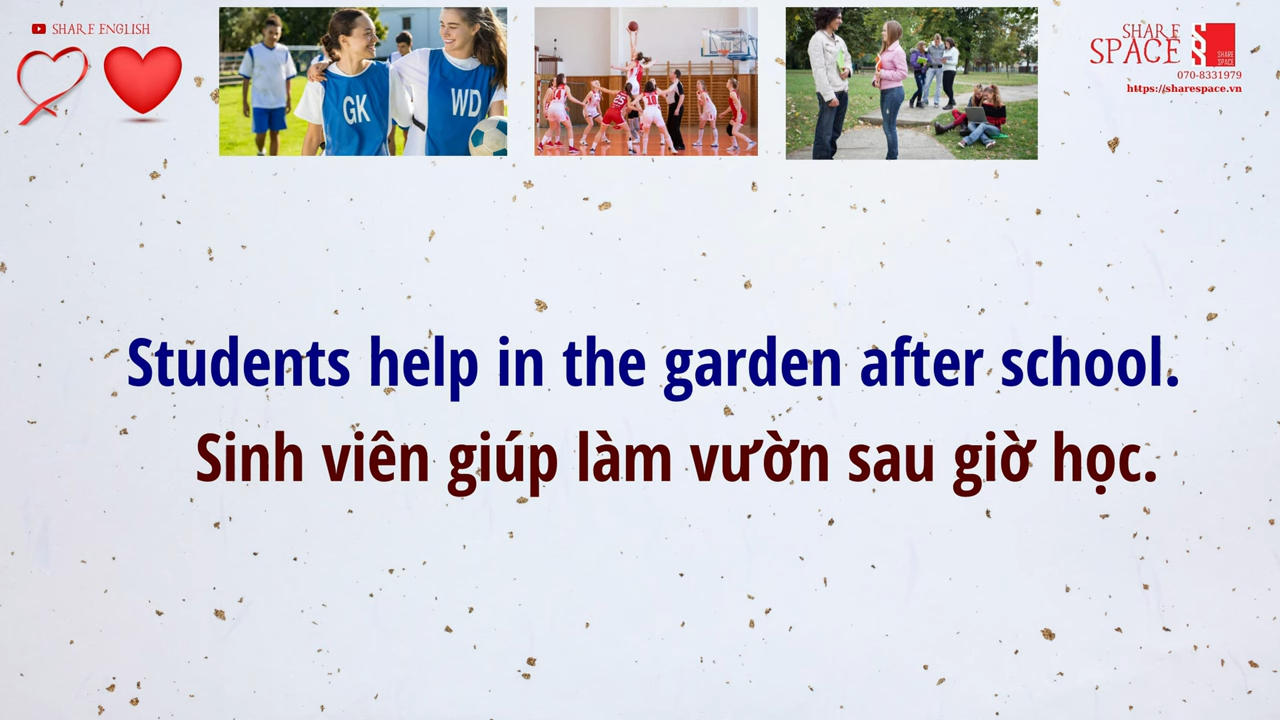 SHARE ENGLISH
GK
WD
SHARE
SPACE
SHARE
SPACE
070-8331979
https://sharespace.vn
Students help in the garden after school.
Sinh viên giúp làm vườn sau giờ học.